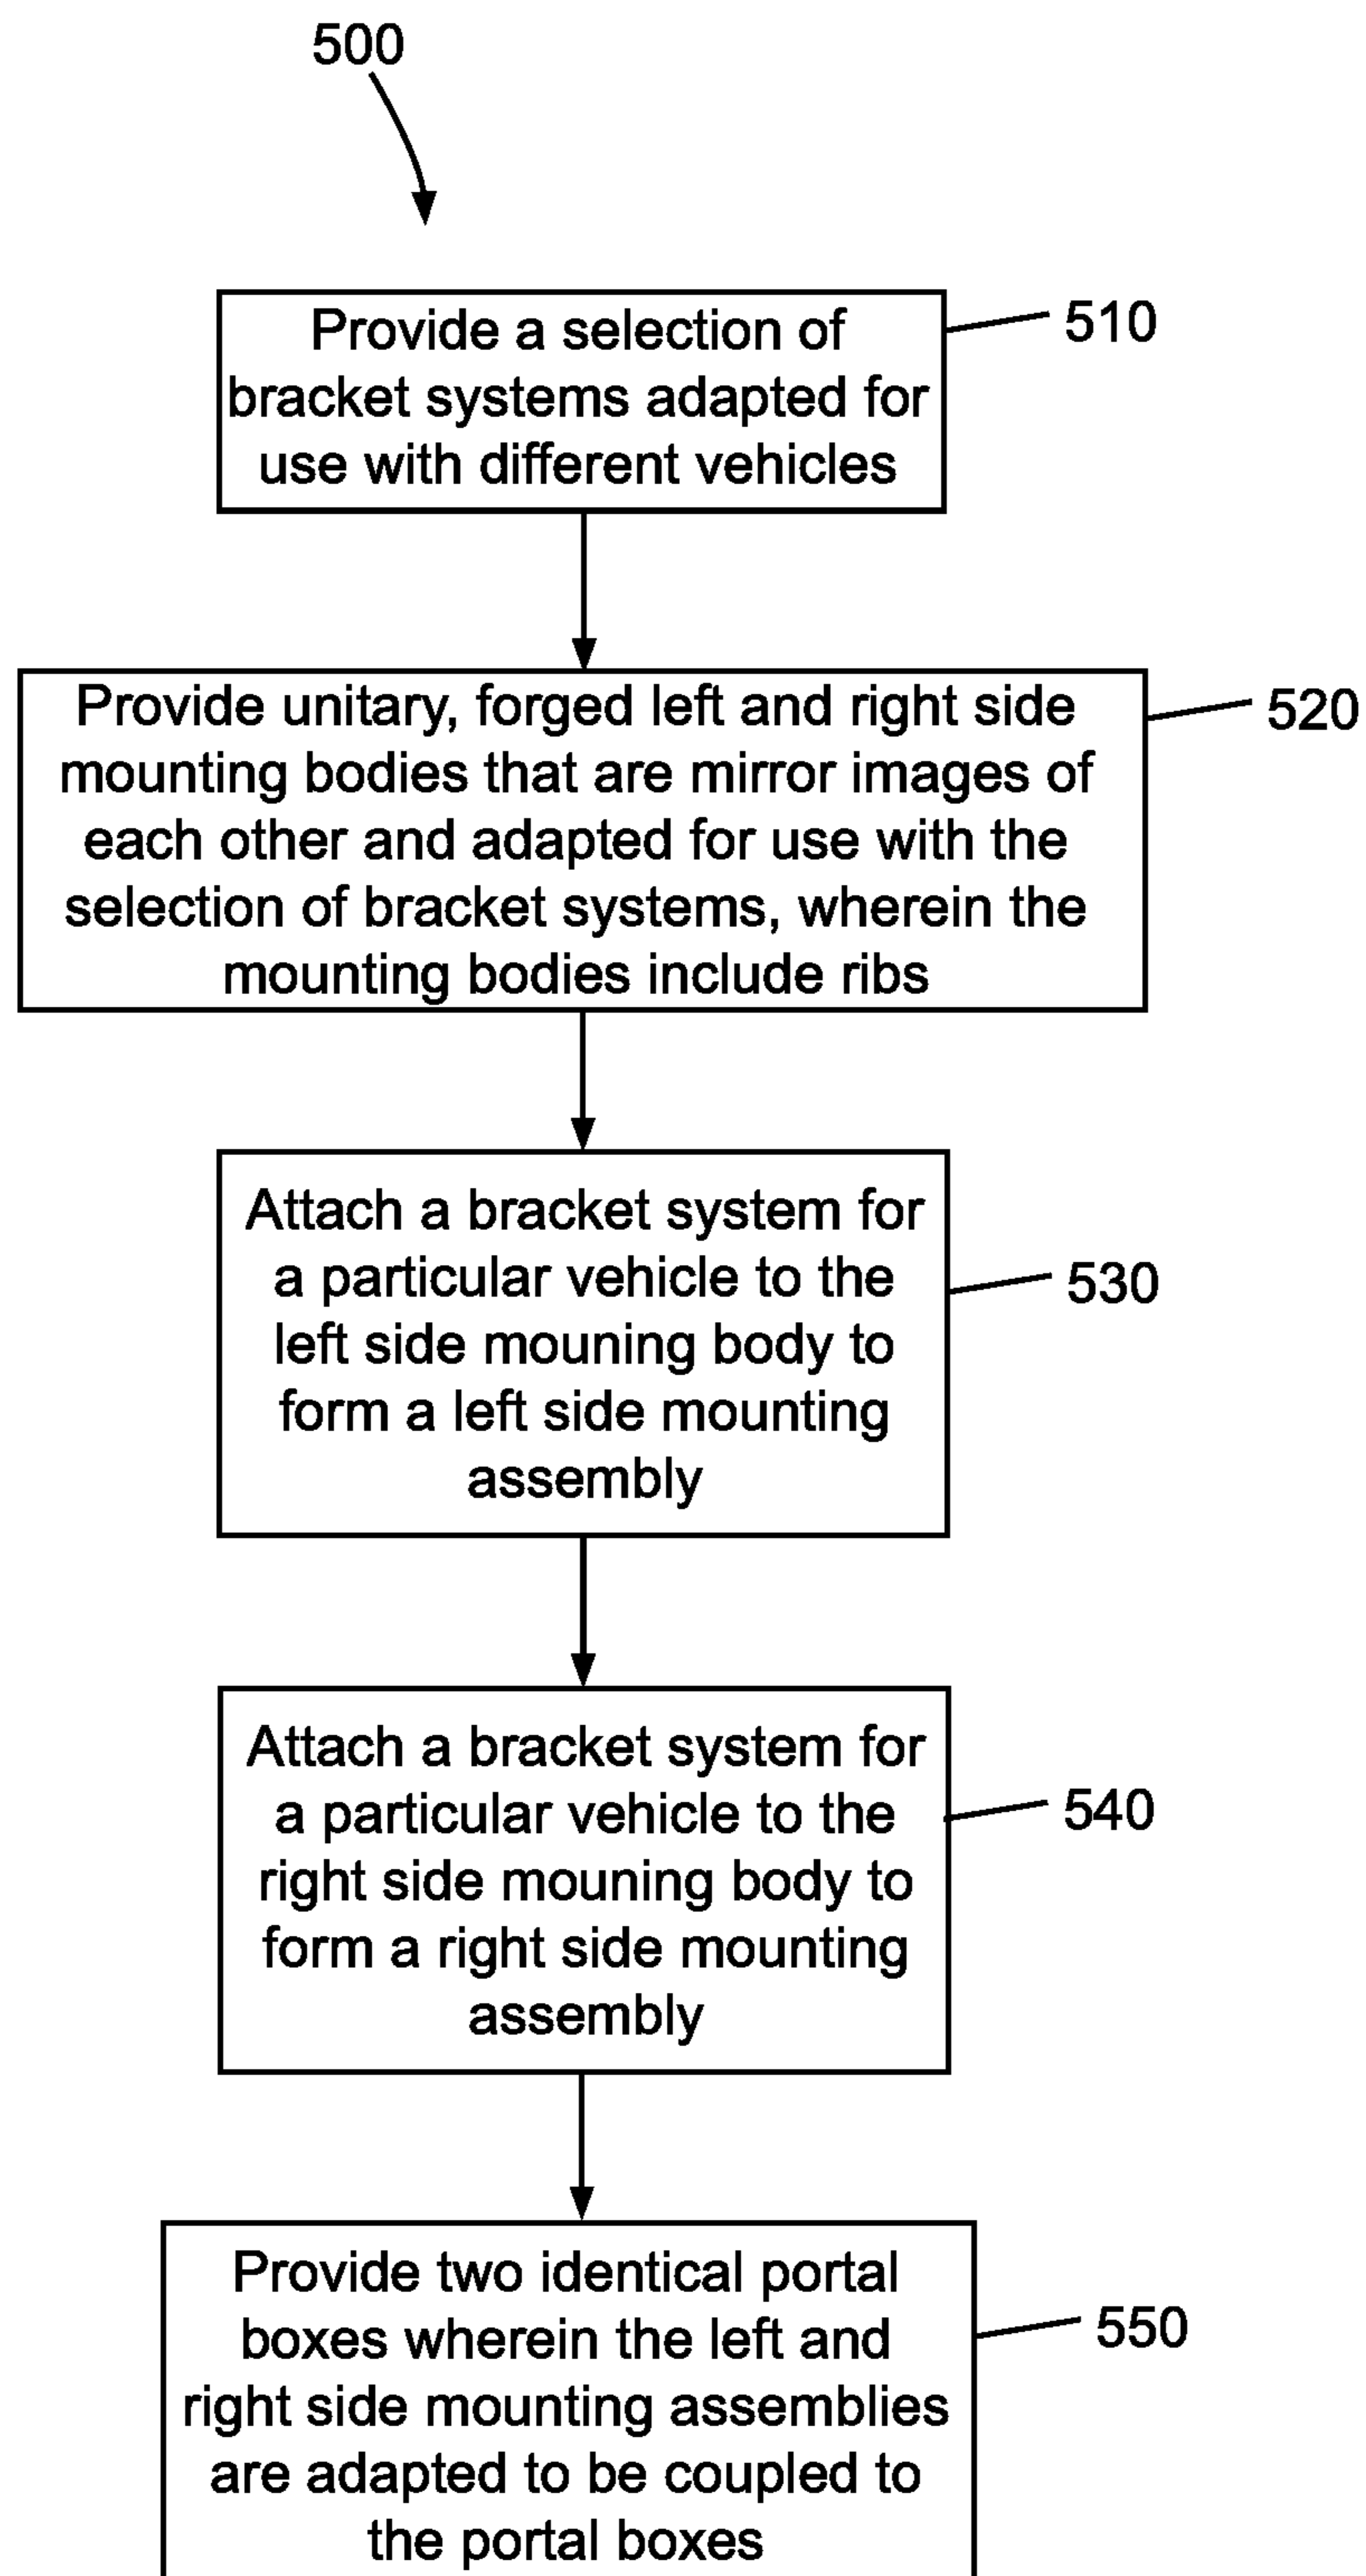 500
Provide a selection of
bracket systems adapted for
use with different vehicles
510
Provide unitary, forged left and right side
mounting bodies that are mirror images of
each other and adapted for use with the
selection of bracket systems, wherein the
mounting bodies include ribs
520
Attach a bracket system for
a particular vehicle to the
left side mouning body to
form a left side mounting
assembly
530
Attach a bracket system for
a particular vehicle to the
right side mouning body to
form a right side mounting
assembly
540
Provide two identical portal
boxes wherein the left and
right side mounting assemblies
are adapted to be coupled to
the portal boxes
550